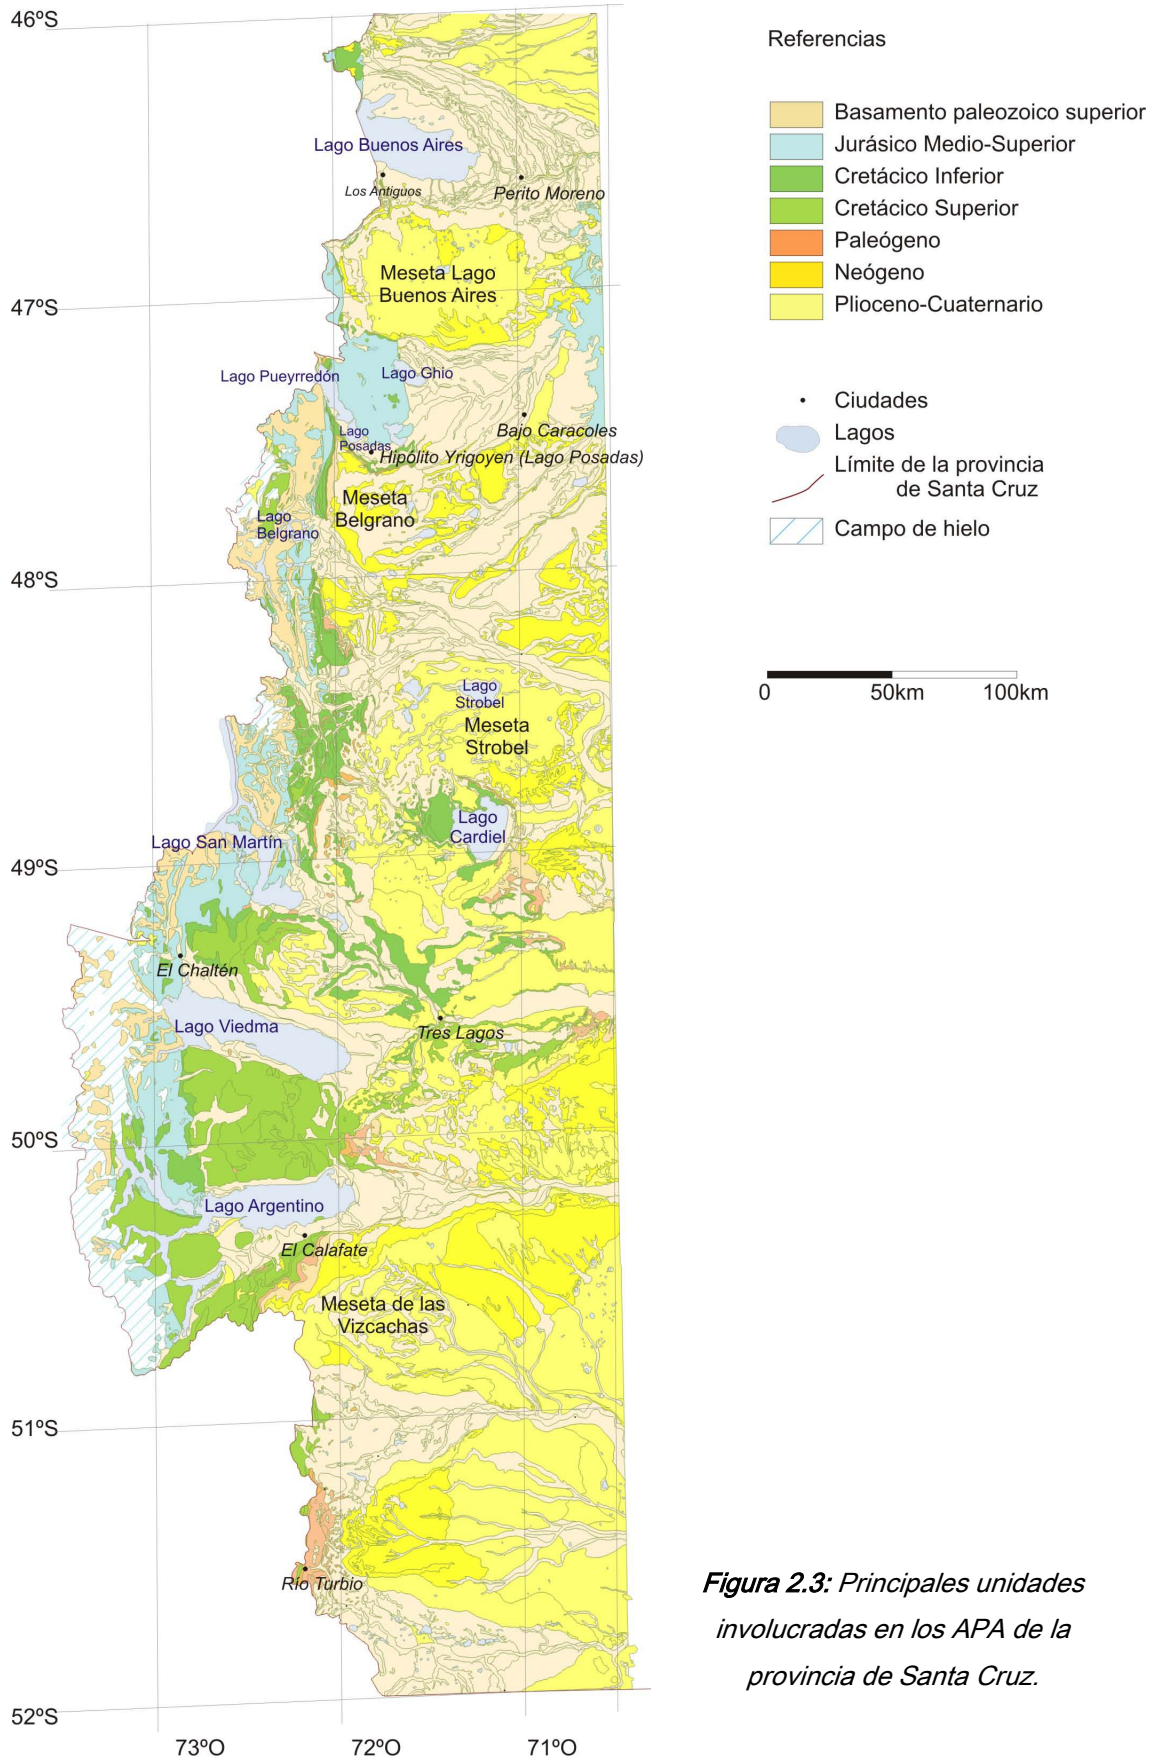 46ºS
Lago Buenos Aires
Los Antiguos
Perito Moreno
Meseta Lago
Buenos Aires
47ºS
Lago Pueyrredón
Lago Ghio
Lago
Posadas
Bajo Caracoles
Hipólito Yrigoyen (Lago Posadas)
Meseta
Belgrano
Lago
Belgrano
48ºS
Lago
Strobel
Meseta
Strobel
Lago
Cardiel
Lago San Martín
49ºS
El Chaltén
Lago Viedma
Tres Lagos
50ºS
Lago Argentino
El Calafate
Meseta de las
Vizcachas
51ºS
Río Turbio
52ºS
73ºO
72ºO
71ºO
Referencias
Basamento paleozoico superior
Jurásico Medio-Superior
Cretácico Inferior
Cretácico Superior
Paleógeno
Neógeno
Plioceno-Cuaternario
Ciudades
Lagos
Límite de la provincia
de Santa Cruz
Campo de hielo
0 50km 100km
Figura 2.3: Principales unidades
involucradas en los APA de la
provincia de Santa Cruz.